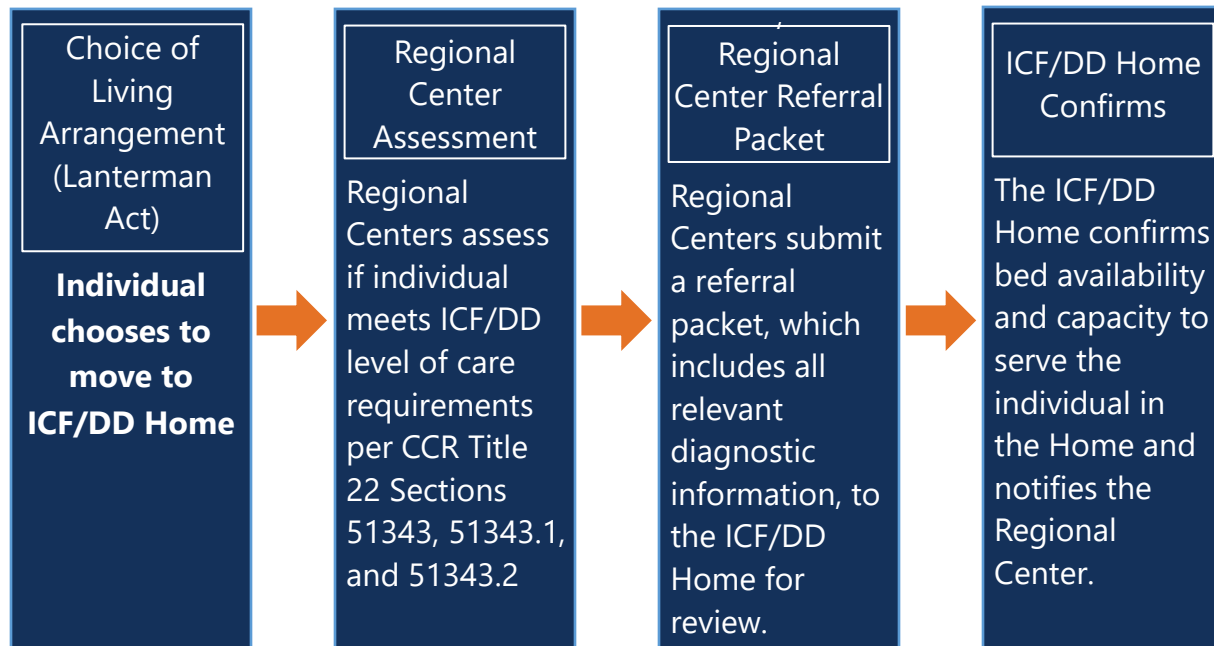 Choice of
Living
Arrangement
(Lanterman
Act)
Individual
chooses to
move to
ICF/DD Home
Regional
Center
Assessment
Regional
Centers assess
if individual
meets ICF/DD
level of care
requirements
per CCR Title
22 Sections
51343, 51343.1,
and 51343.2
Regional
Center Referral
Packet
Regional
Centers submit
a referral
packet, which
includes all
relevant
diagnostic
information, to
the ICF/DD
Home for
review.
ICF/DD Home
Confirms
The ICF/DD
Home confirms
bed availability
and capacity to
serve the
individual in
the Home and
notifies the
Regional
Center.